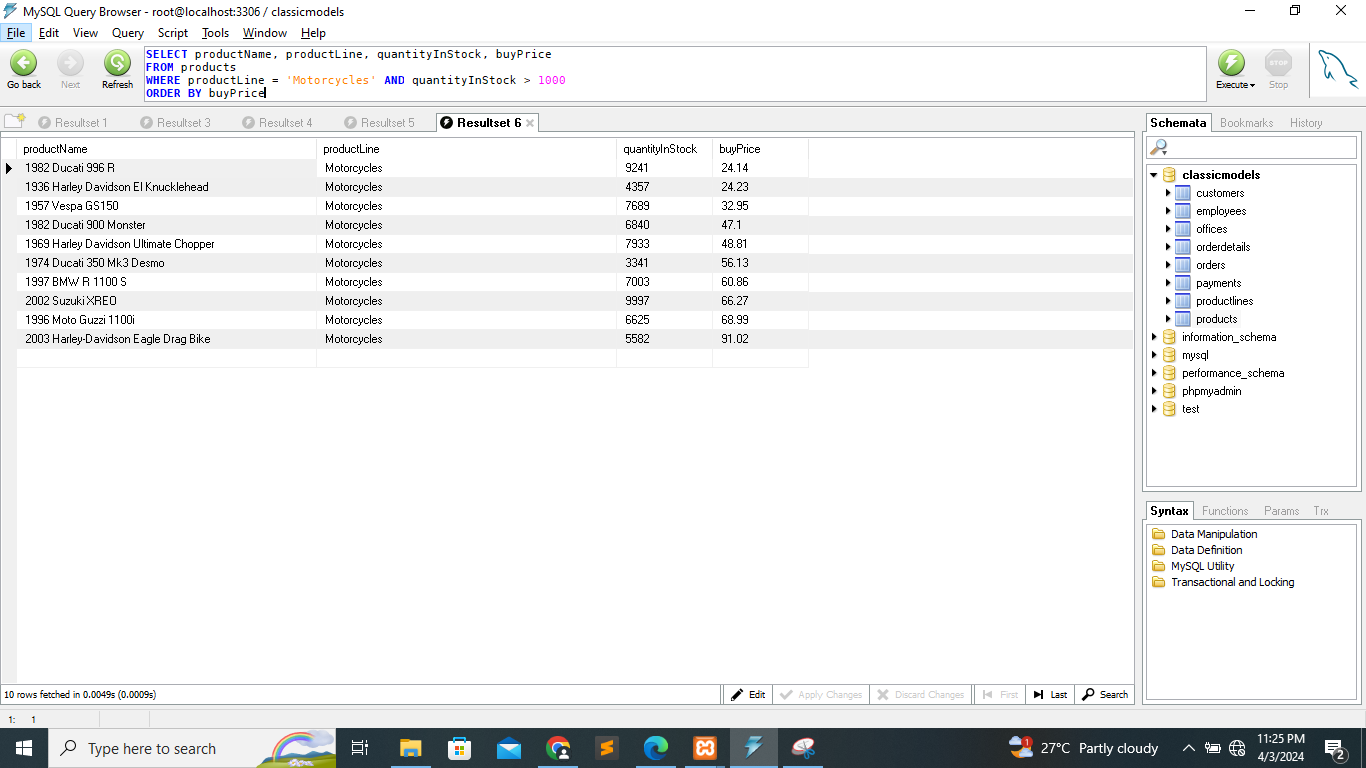 MySQL Query Browser - root@localhost:3306 / classicmodels
File Edit View Query Script Tools Window Help
Go back Next Refresh
SELECT productName, productLine, quantityInStock, buyPrice
FROM products
WHERE productLine = 'Motorcycles' AND quantityInStock > 1000
ORDER BY buyPrice
Execute Stop
Resultset 1 Resultset 3 Resultset 4 Resultset 5 Resultset 6
productName productLine quantityInStock buyPrice
1982 Ducati 996 R Motorcycles 9241 24.14
1936 Harley Davidson El Knucklehead Motorcycles 4357 24.23
1957 Vespa GS150 Motorcycles 7689 32.95
1982 Ducati 900 Monster Motorcycles 6840 47.1
1969 Harley Davidson Ultimate Chopper Motorcycles 7933 48.81
1974 Ducati 350 Mk3 Desmo Motorcycles 3341 56.13
1997 BMW R 1100 S Motorcycles 7003 60.86
2002 Suzuki XREO Motorcycles 9997 66.27
1996 Moto Guzzi 1100i Motorcycles 6625 68.99
2003 Harley-Davidson Eagle Drag Bike Motorcycles 5582 91.02
10 rows fetched in 0.0049s (0.0009s)
Edit Apply Changes Discard Changes First Last Search
1: 1
Schemata Bookmarks History
classicmodels
customers
employees
offices
orderdetails
orders
payments
productlines
products
information_schema
mysql
performance_schema
phpmyadmin
test
Syntax Functions Params Trx
Data Manipulation
Data Definition
MySQL Utility
Transactional and Locking
Type here to search
1
27°C Partly cloudy
11:25 PM
4/3/2024
2